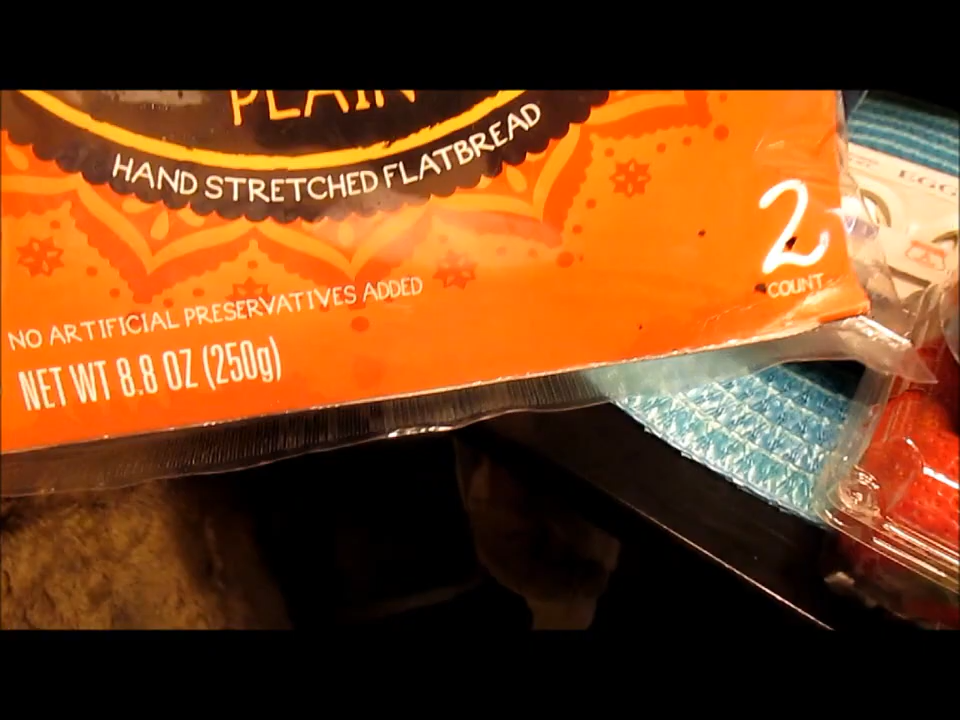 PLAIN
HAND STRETCHED FLATBREAD
2
COUNT
NO ARTIFICIAL PRESERVATIVES ADDED
NET WT 8.8 OZ (250g)